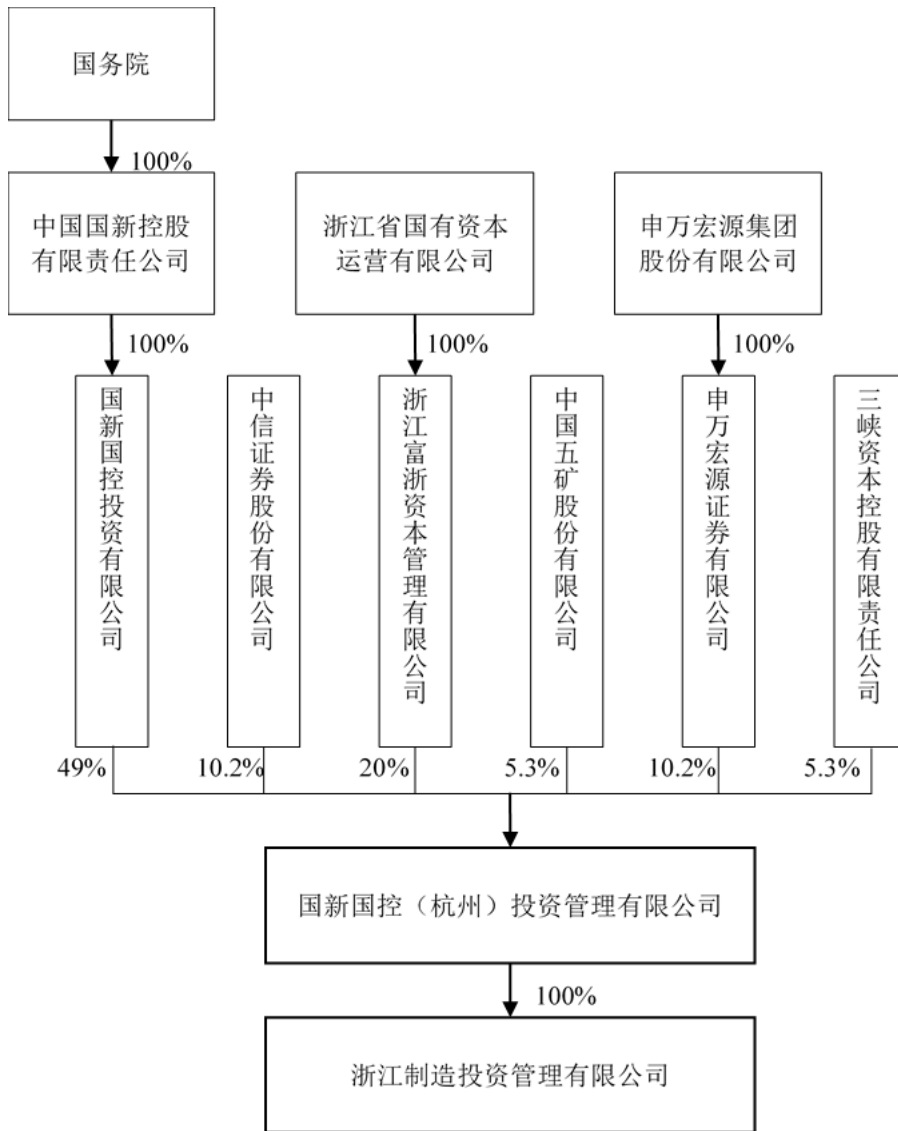 国务院
100%
中国国新控股
有限责任公司
浙江省国有资本
运营有限公司
申万宏源集团
股份有限公司
100%
100%
100%
国新国控投资有限公司
中信证券股份有限公司
浙江富浙资本管理有限公司
中国五矿股份有限公司
申万宏源证券有限公司
三峡资本控股有限责任公司
49%
10.2%
20%
5.3%
10.2%
5.3%
国新国控（杭州）投资管理有限公司
100%
浙江制造投资管理有限公司